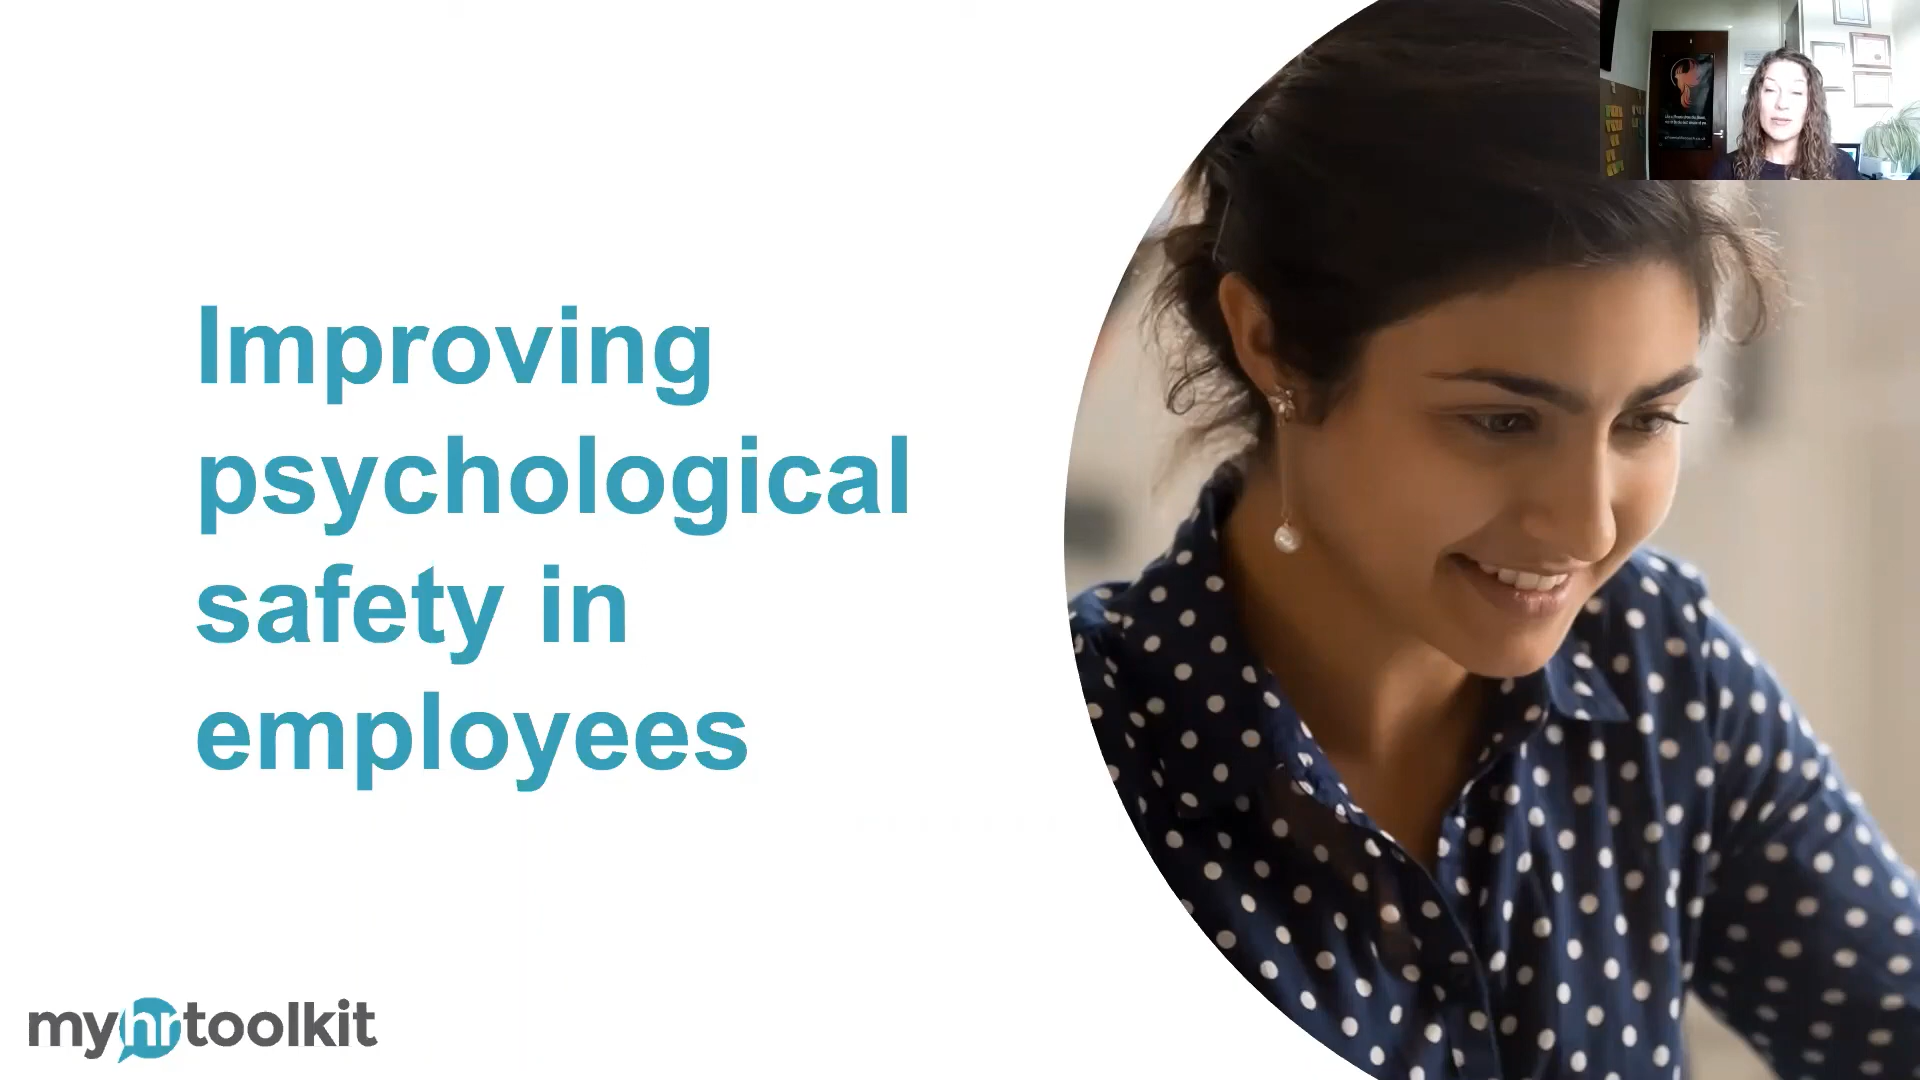 Improving
psychological
safety in
employees
myhrtoolkit